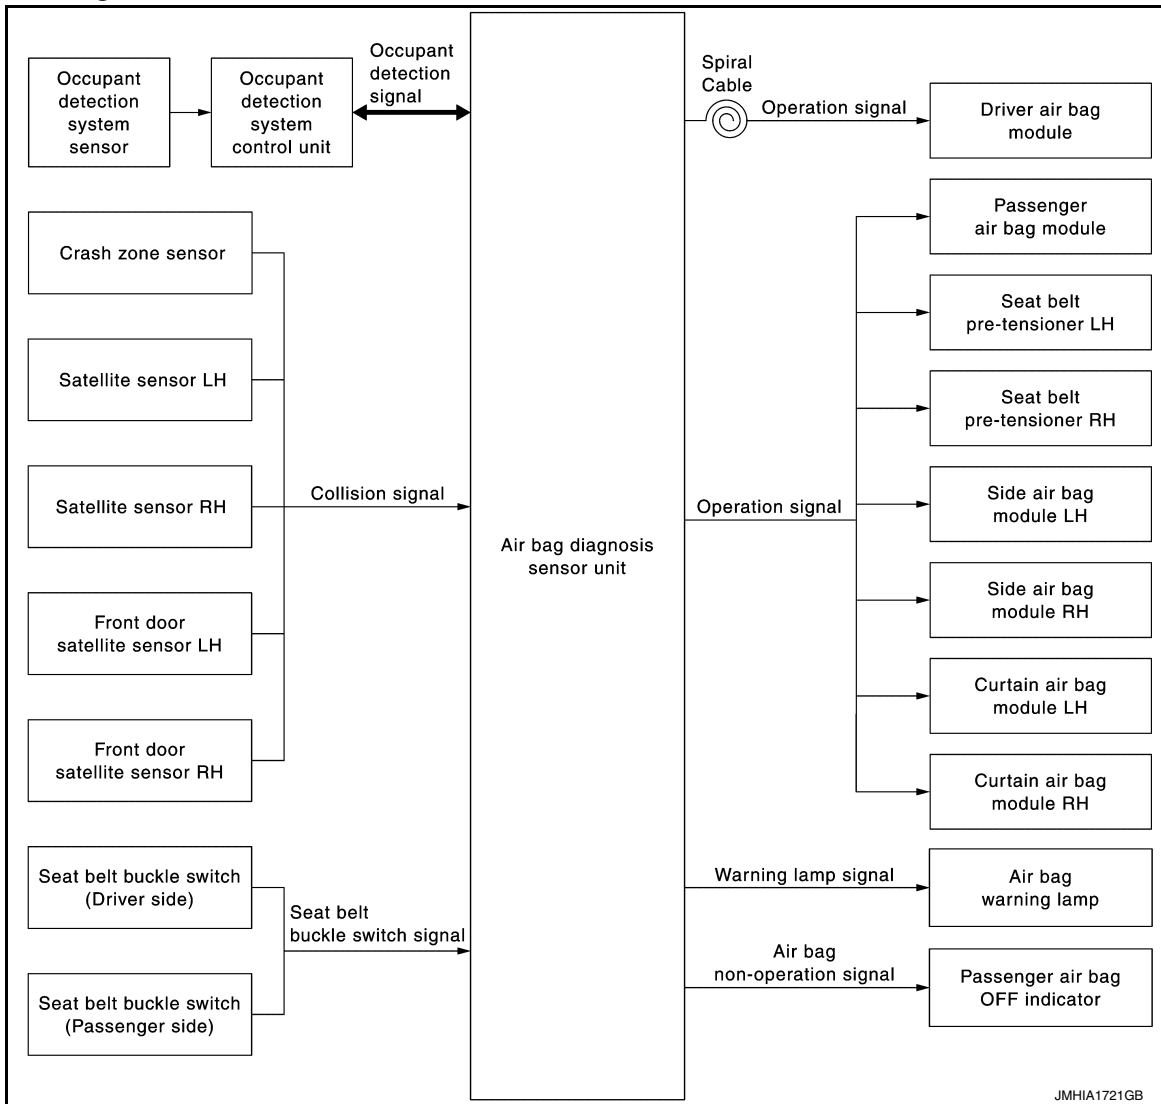 Occupant
detection
system
sensor
Occupant
detection
system
control unit
Occupant
detection
signal
Crash zone sensor
Satellite sensor LH
Satellite sensor RH
Front door
satellite sensor LH
Front door
satellite sensor RH
Collision signal
Seat belt buckle switch
(Driver side)
Seat belt buckle switch
(Passenger side)
Seat belt
buckle switch signal
Air bag diagnosis
sensor unit
Spiral
Cable
Operation signal
Driver air bag
module
Operation signal
Passenger
air bag module
Seat belt
pre-tensioner LH
Seat belt
pre-tensioner RH
Side air bag
module LH
Side air bag
module RH
Curtain air bag
module LH
Curtain air bag
module RH
Warning lamp signal
Air bag
warning lamp
Air bag
non-operation signal
Passenger air bag
OFF indicator
JMHIA1721GB